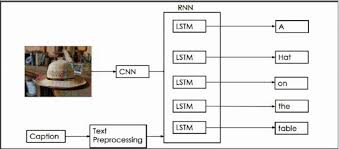 RNN
LSTM
A
LSTM
Hat
CNN
LSTM
on
LSTM
the
Caption
Text
Preprocessing
LSTM
table